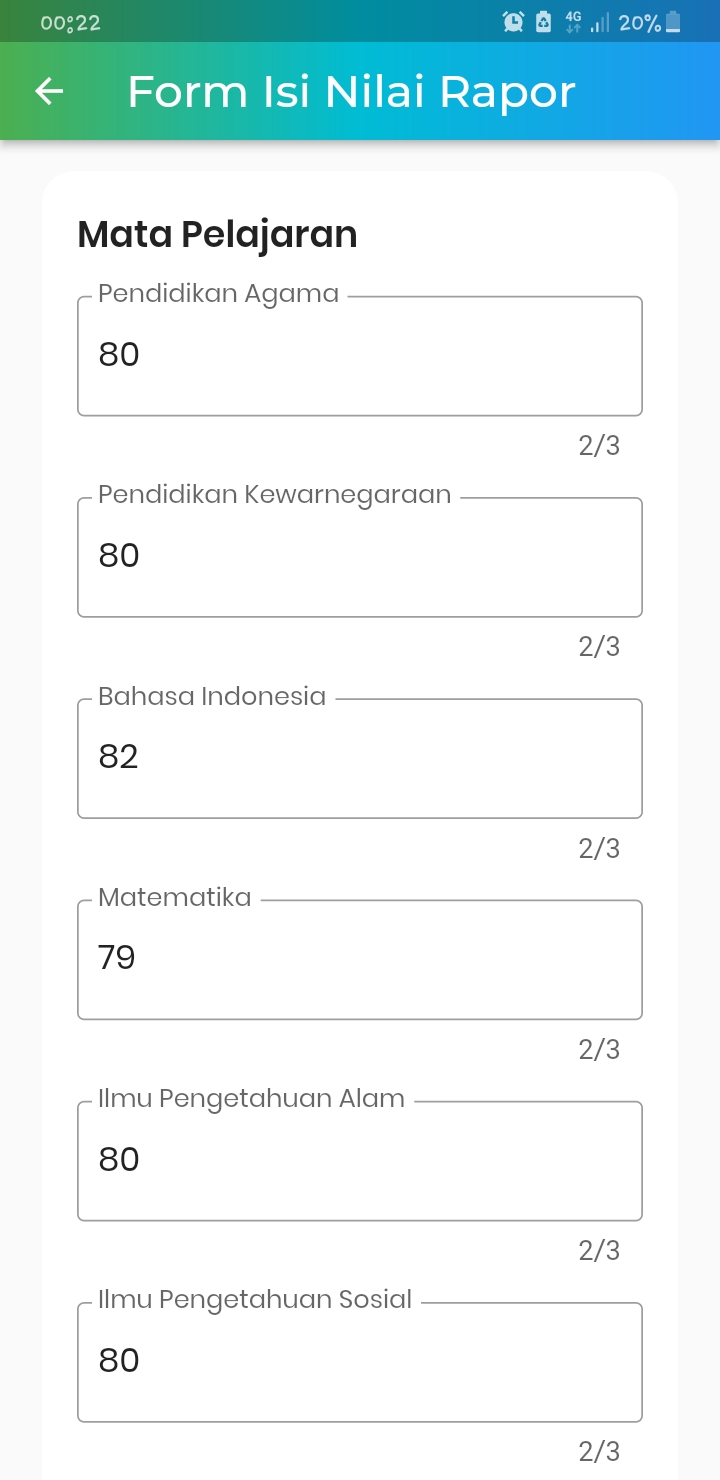 00:22
4G
20%
Form Isi Nilai Rapor
Mata Pelajaran
Pendidikan Agama
80
2/3
Pendidikan Kewarnegaraan
80
2/3
Bahasa Indonesia
82
2/3
Matematika
79
2/3
Ilmu Pengetahuan Alam
80
2/3
Ilmu Pengetahuan Sosial
80
2/3